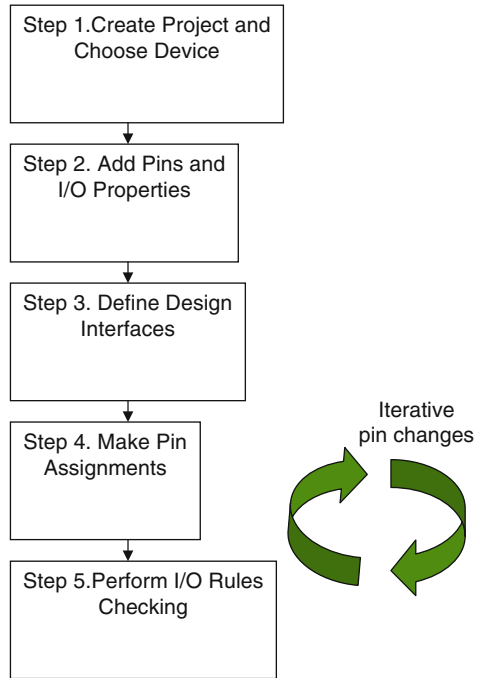 Step 1.Create Project and
Choose Device
Step 2. Add Pins and
I/O Properties
Step 3. Define Design
Interfaces
Step 4. Make Pin
Assignments
Iterative
pin changes
Step 5.Perform I/O Rules
Checking